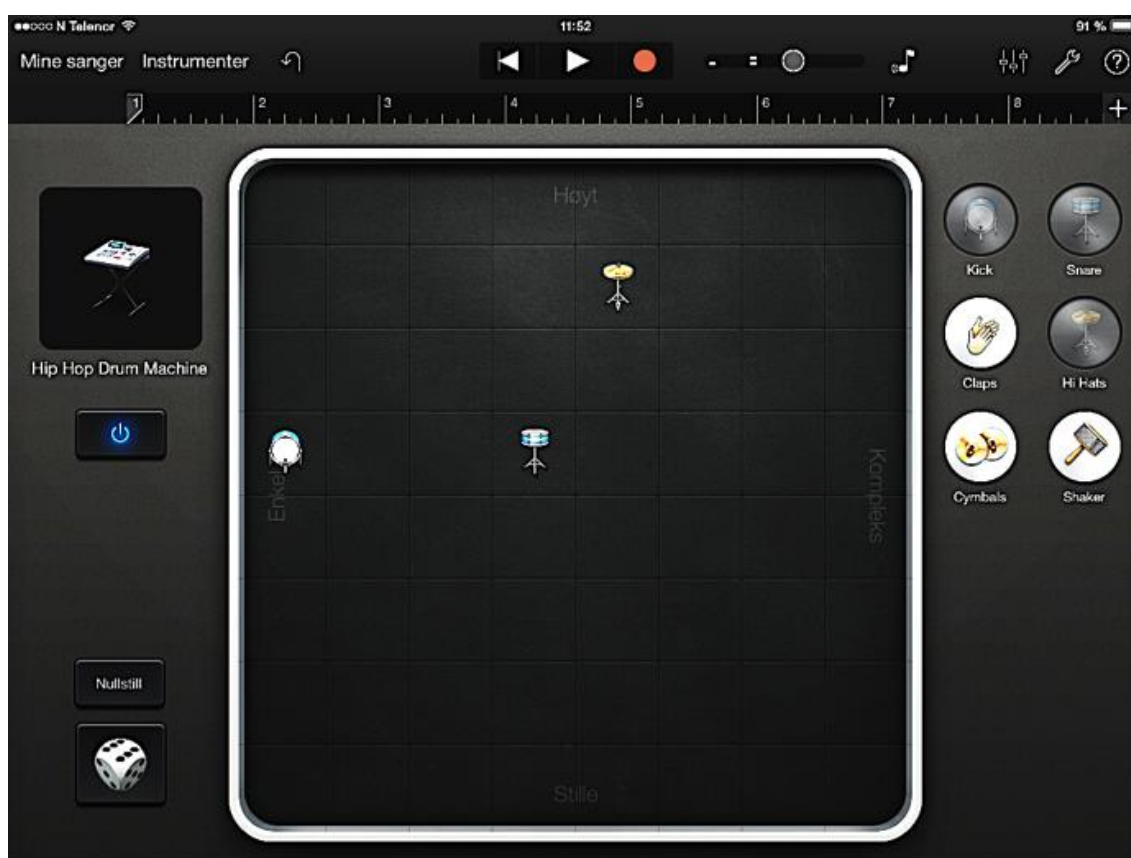 N Telenor 11:52 91 %
Mine sanger Instrumenter
1 2 3 4 5 6 7 8 +
Høyt
Kick Snare
Hip Hop Drum Machine
Claps Hi Hats
Enkel
Kompleks
Cymbals Shaker
Nullstill
Stille